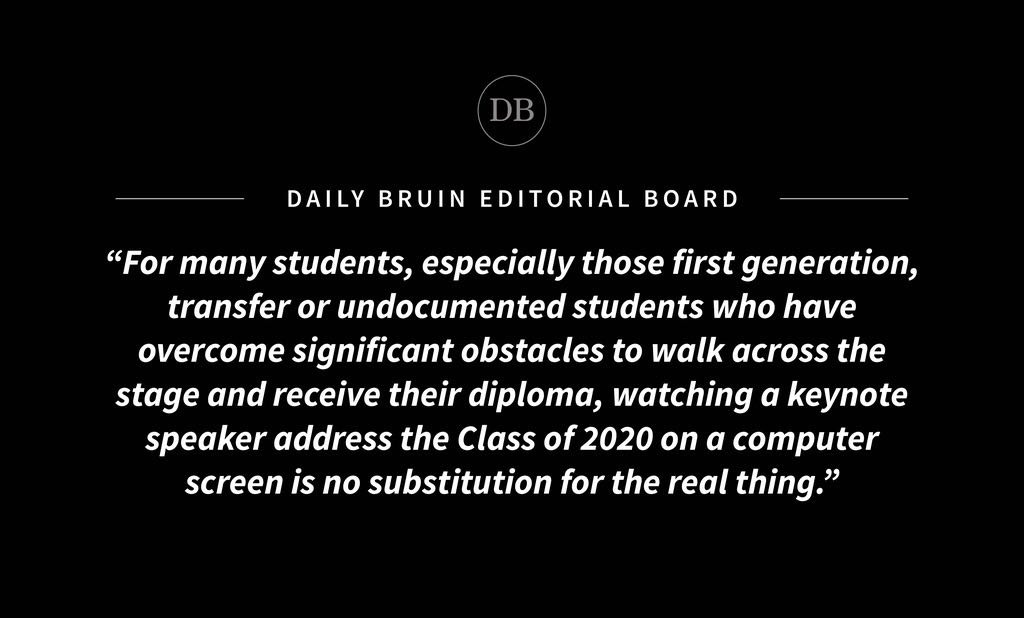 DB
DAILY BRUIN EDITORIAL BOARD
“For many students, especially those first generation,
transfer or undocumented students who have
overcome significant obstacles to walk across the
stage and receive their diploma, watching a keynote
speaker address the Class of 2020 on a computer
screen is no substitution for the real thing.”